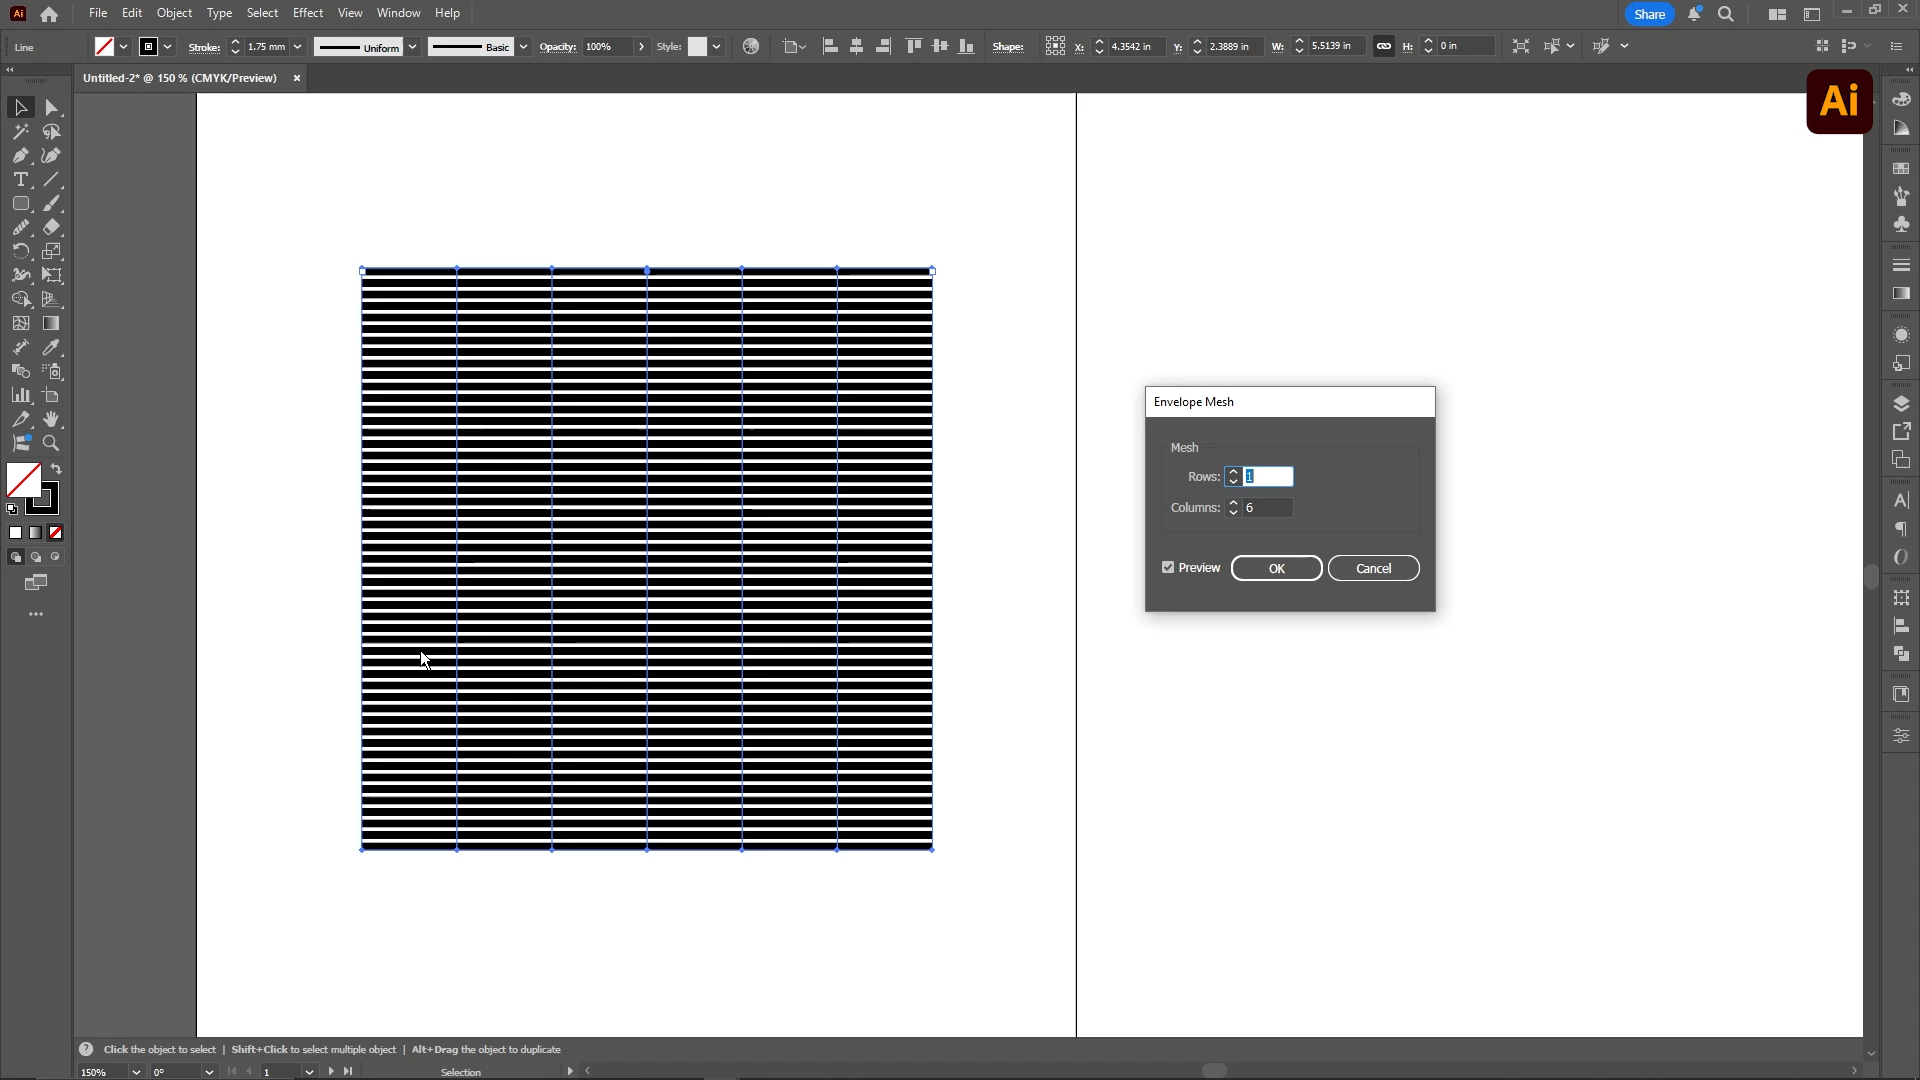 Ai File Edit Object Type Select Effect View Window Help Share
Line Stroke: 1.75 mm Uniform Basic Opacity: 100% Style: Shape: X: 4.3542 in Y: 2.3889 in W: 5.5139 in H: 0 in
Untitled-2* @ 150 % (CMYK/Preview) ×
Ai
Envelope Mesh
Mesh
Rows: 1
Columns: 6
Preview OK Cancel
? Click the object to select | Shift+Click to select multiple object | Alt+Drag the object to duplicate
150% 0° 1 Selection